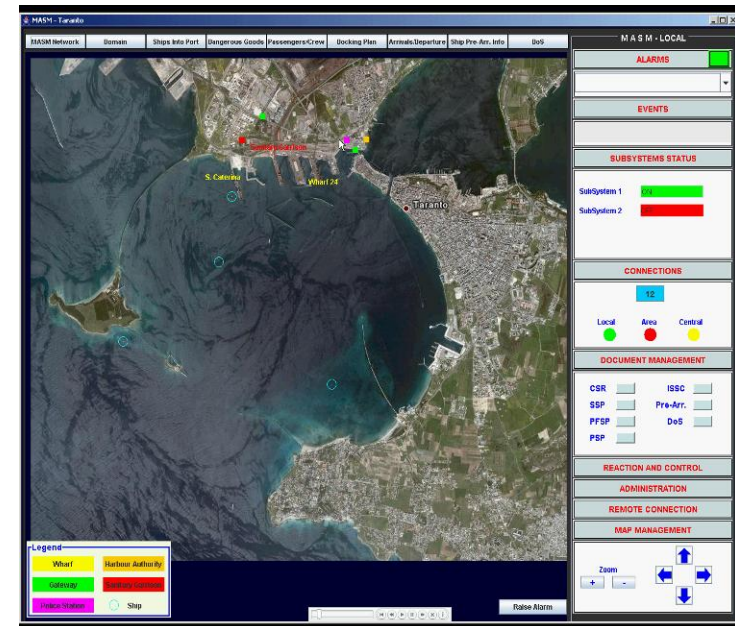 MASM - Taranto
MASM Network Domain Ships Into Port Dangerous Goods Passengers/Crew Docking Plan Arrivals/Departure Ship Pre-Arr. Info DoS
M A S M - LOCAL
ALARMS
EVENTS
SUBSYSTEMS STATUS
SubSystem 1 ON
SubSystem 2
CONNECTIONS
12
Local Area Central
DOCUMENT MANAGEMENT
CSR ISSC
SSP Pre-Arr.
PFSP DoS
PSP
REACTION AND CONTROL
ADMINISTRATION
REMOTE CONNECTION
MAP MANAGEMENT
Zoom
+ -
S. Caterina
Wharf 24
Taranto
Legend
Wharf Harbour Authority
Gateway Sanitary Garrison
Police Station Ship
Raise Alarm